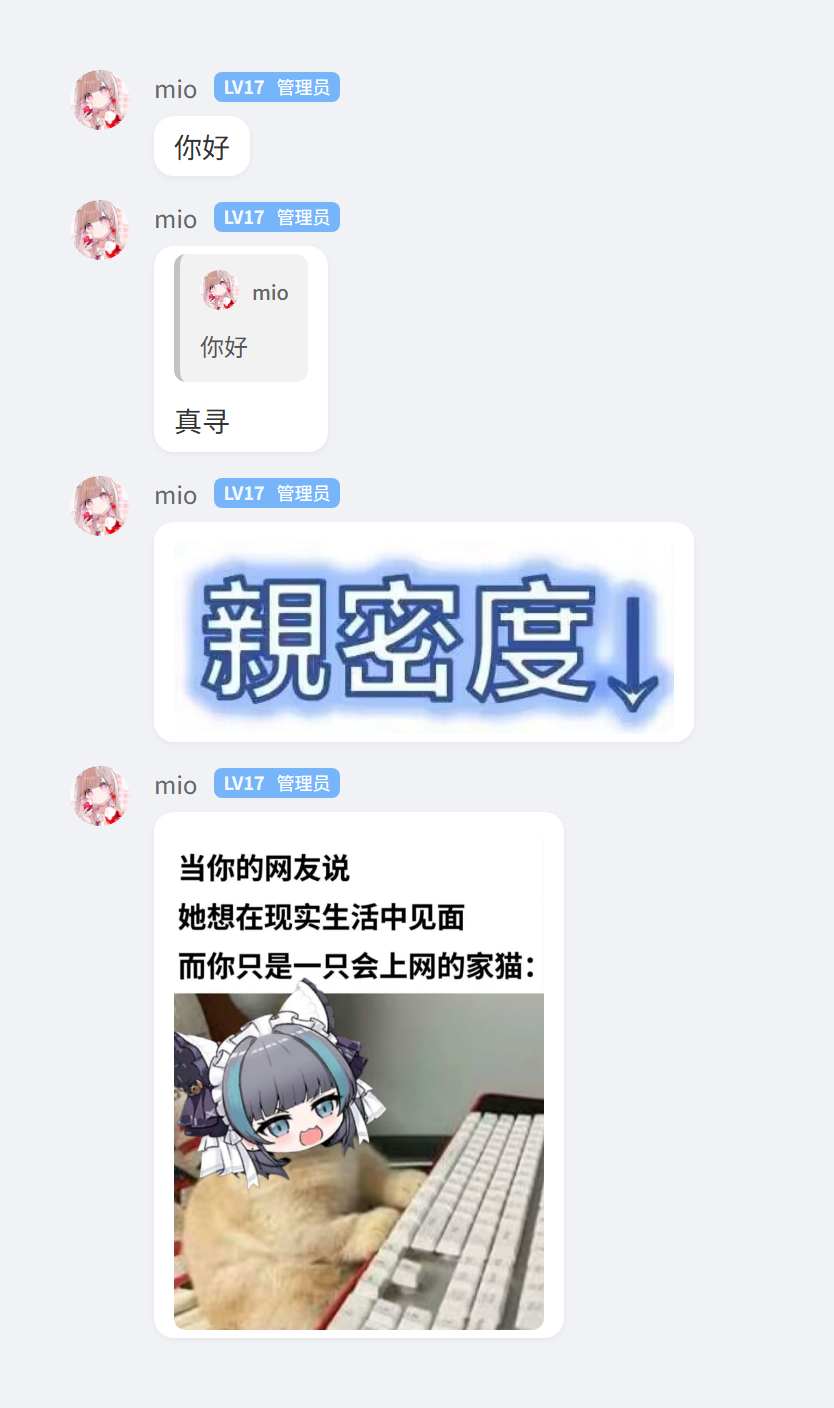 mio LV17 管理员
你好
mio LV17 管理员
mio
你好
真寻
mio LV17 管理员
親密度↓
mio LV17 管理员
当你的网友说
她想在现实生活中见面
而你只是一只会上网的家猫：